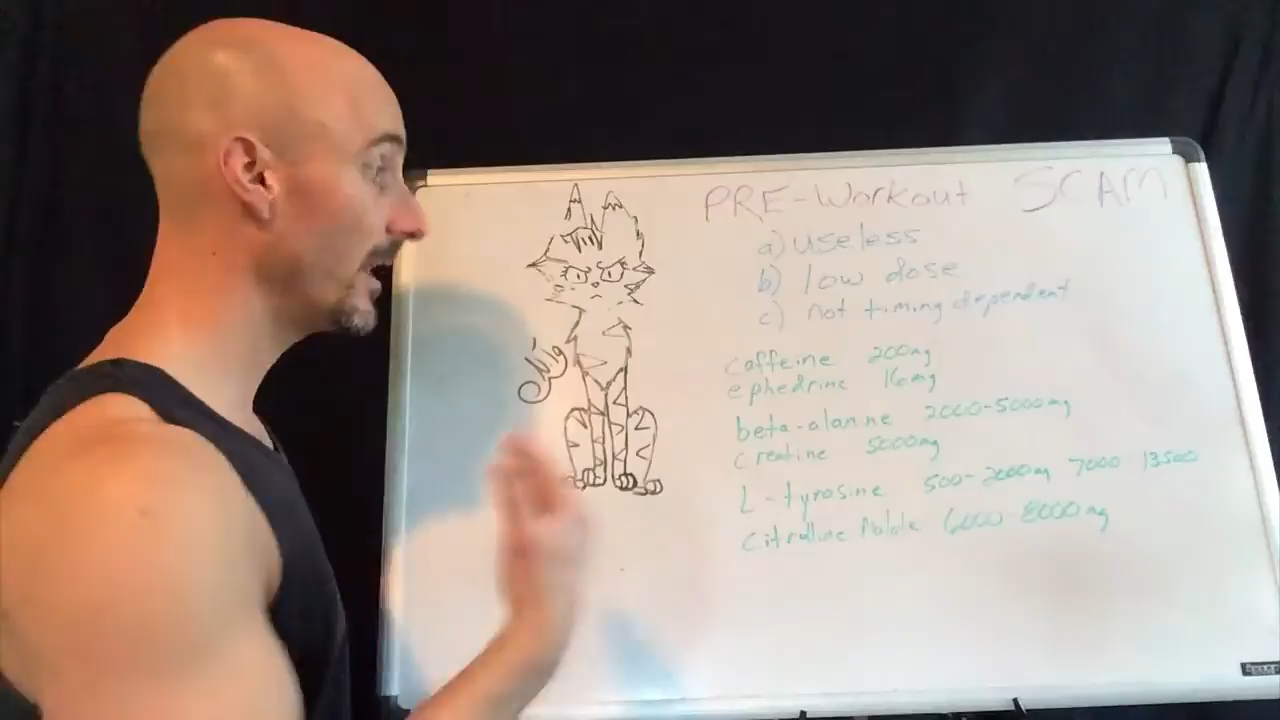 PRE-Workout SCAM
a) useless
b) low dose
c) not timing dependent
caffeine 200mg
ephedrine 16mg
beta-alanine 2000-5000mg
creatine 5000mg
L-tyrosine 500-2000mg 7000 13500
citrulline Malate 6000-8000mg